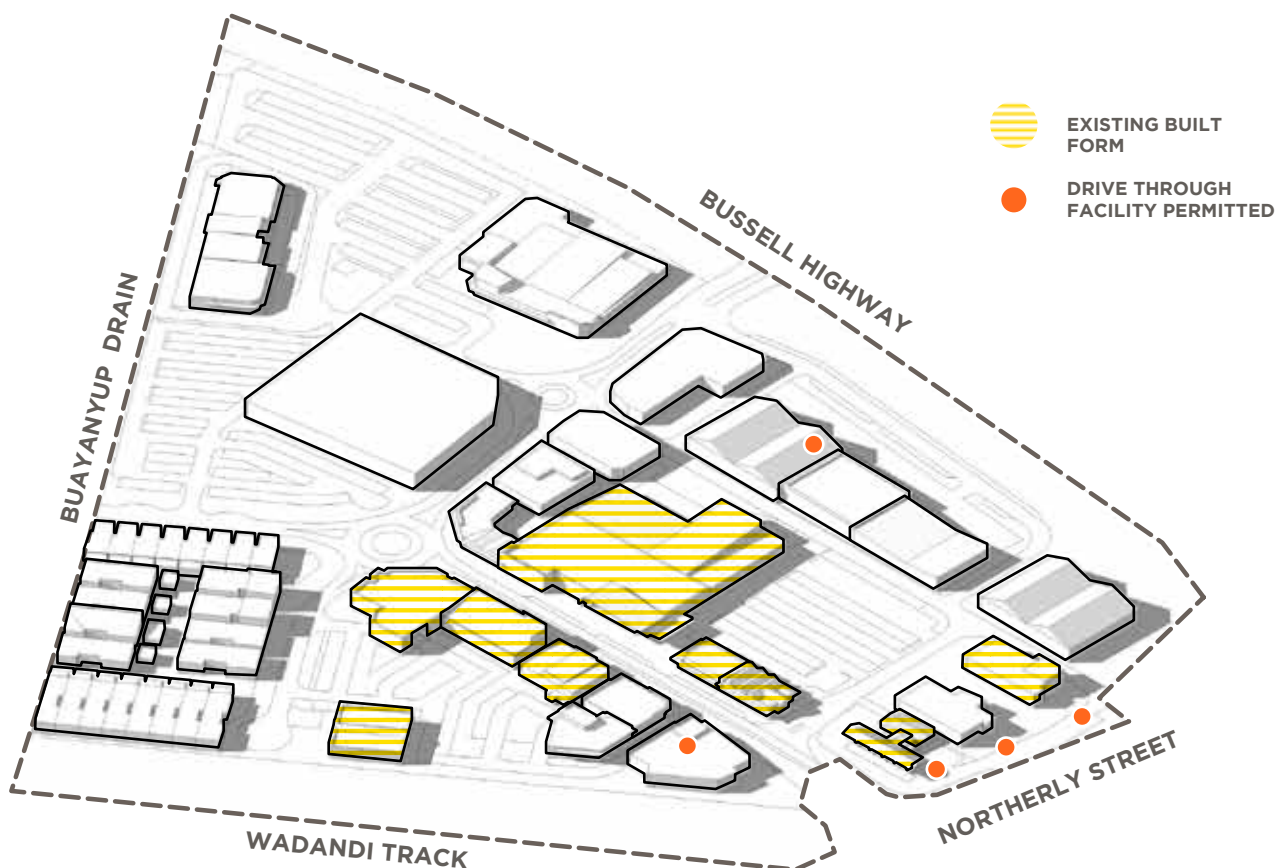 EXISTING BUILT
FORM
DRIVE THROUGH
FACILITY PERMITTED
BUSSELL HIGHWAY
BUAYANYUP DRAIN
NORTHERLY STREET
WADANDI TRACK